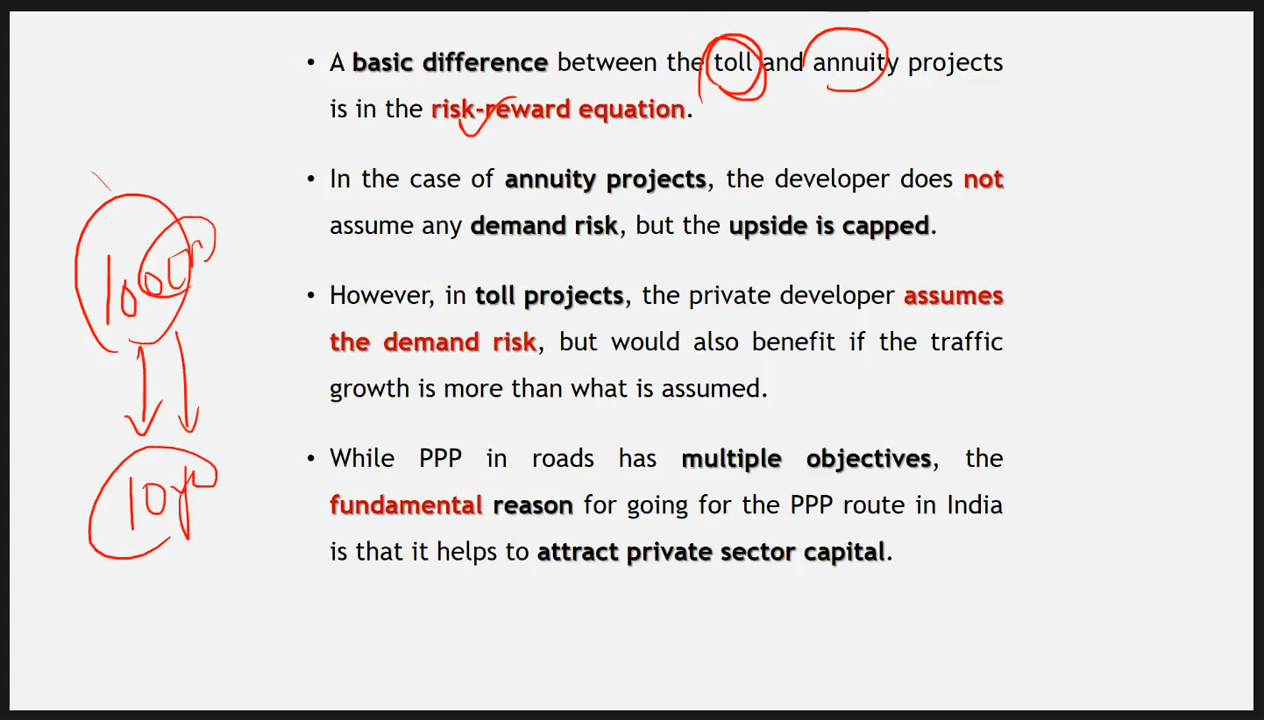 • A basic difference between the toll and annuity projects
is in the risk-reward equation.
• In the case of annuity projects, the developer does not
assume any demand risk, but the upside is capped.
• However, in toll projects, the private developer assumes
the demand risk, but would also benefit if the traffic
growth is more than what is assumed.
• While PPP in roads has multiple objectives, the
fundamental reason for going for the PPP route in India
is that it helps to attract private sector capital.